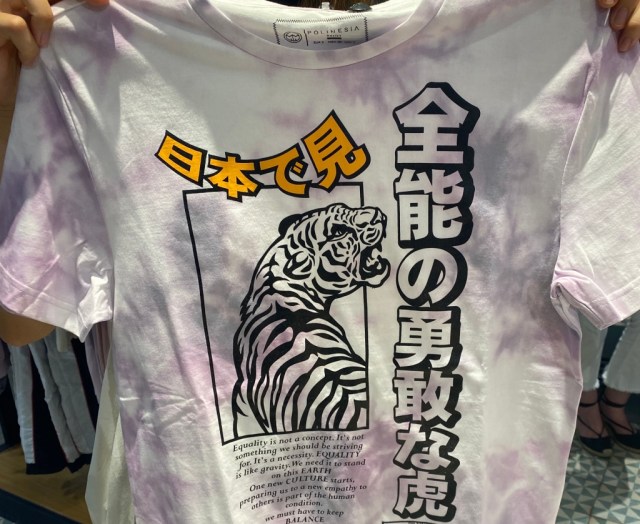 POLINESIA
日本で見
全能の勇敢な虎
Equality is not a concept. It's not
something we should be striving
for. It's a necessity. EQUALITY
is like gravity. We need it to stand
on this EARTH
One new CULTURE starts,
preparing us to a new empathy to
others is part of the human
condition.
we must have to keep
BALANCE